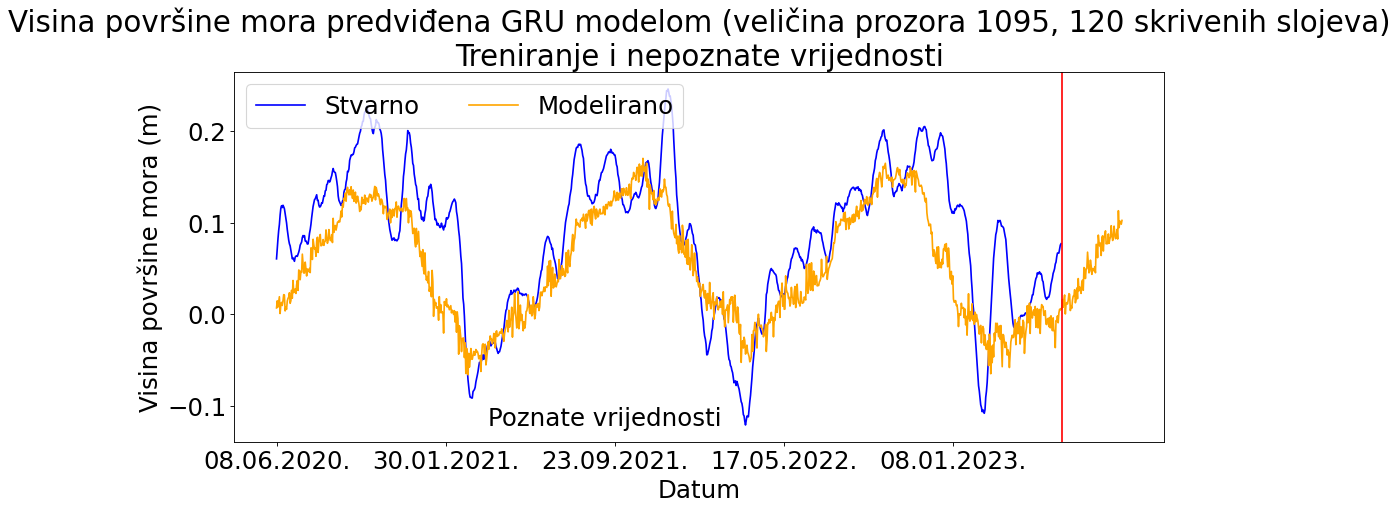 Visina površine mora predviđena GRU modelom (veličina prozora 1095, 120 skrivenih slojeva)
Treniranje i nepoznate vrijednosti
Stvarno Modelirano
Visina površine mora (m)
0.2
0.1
0.0
−0.1
Poznate vrijednosti
08.06.2020. 30.01.2021. 23.09.2021. 17.05.2022. 08.01.2023.
Datum